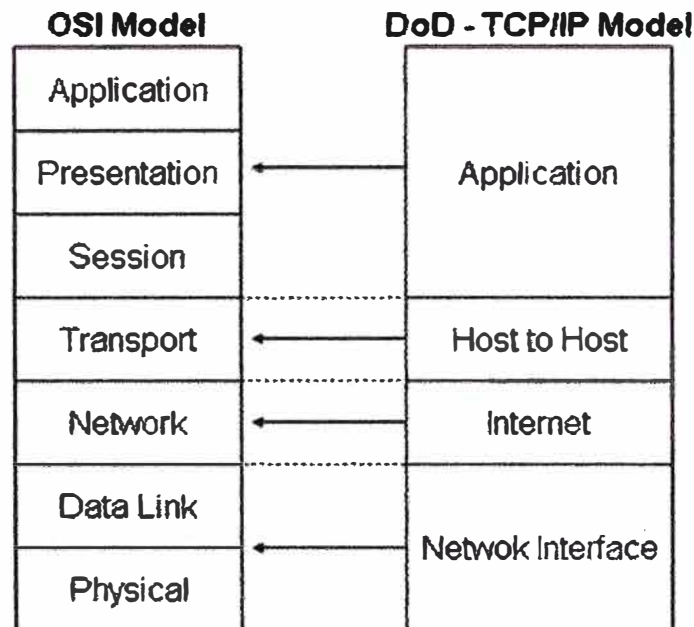 OSI Model
DoD - TCP/IP Model
Application
Presentation
Session
Transport
Network
Data Link
Physical
Application
Host to Host
Internet
Netwok Interface